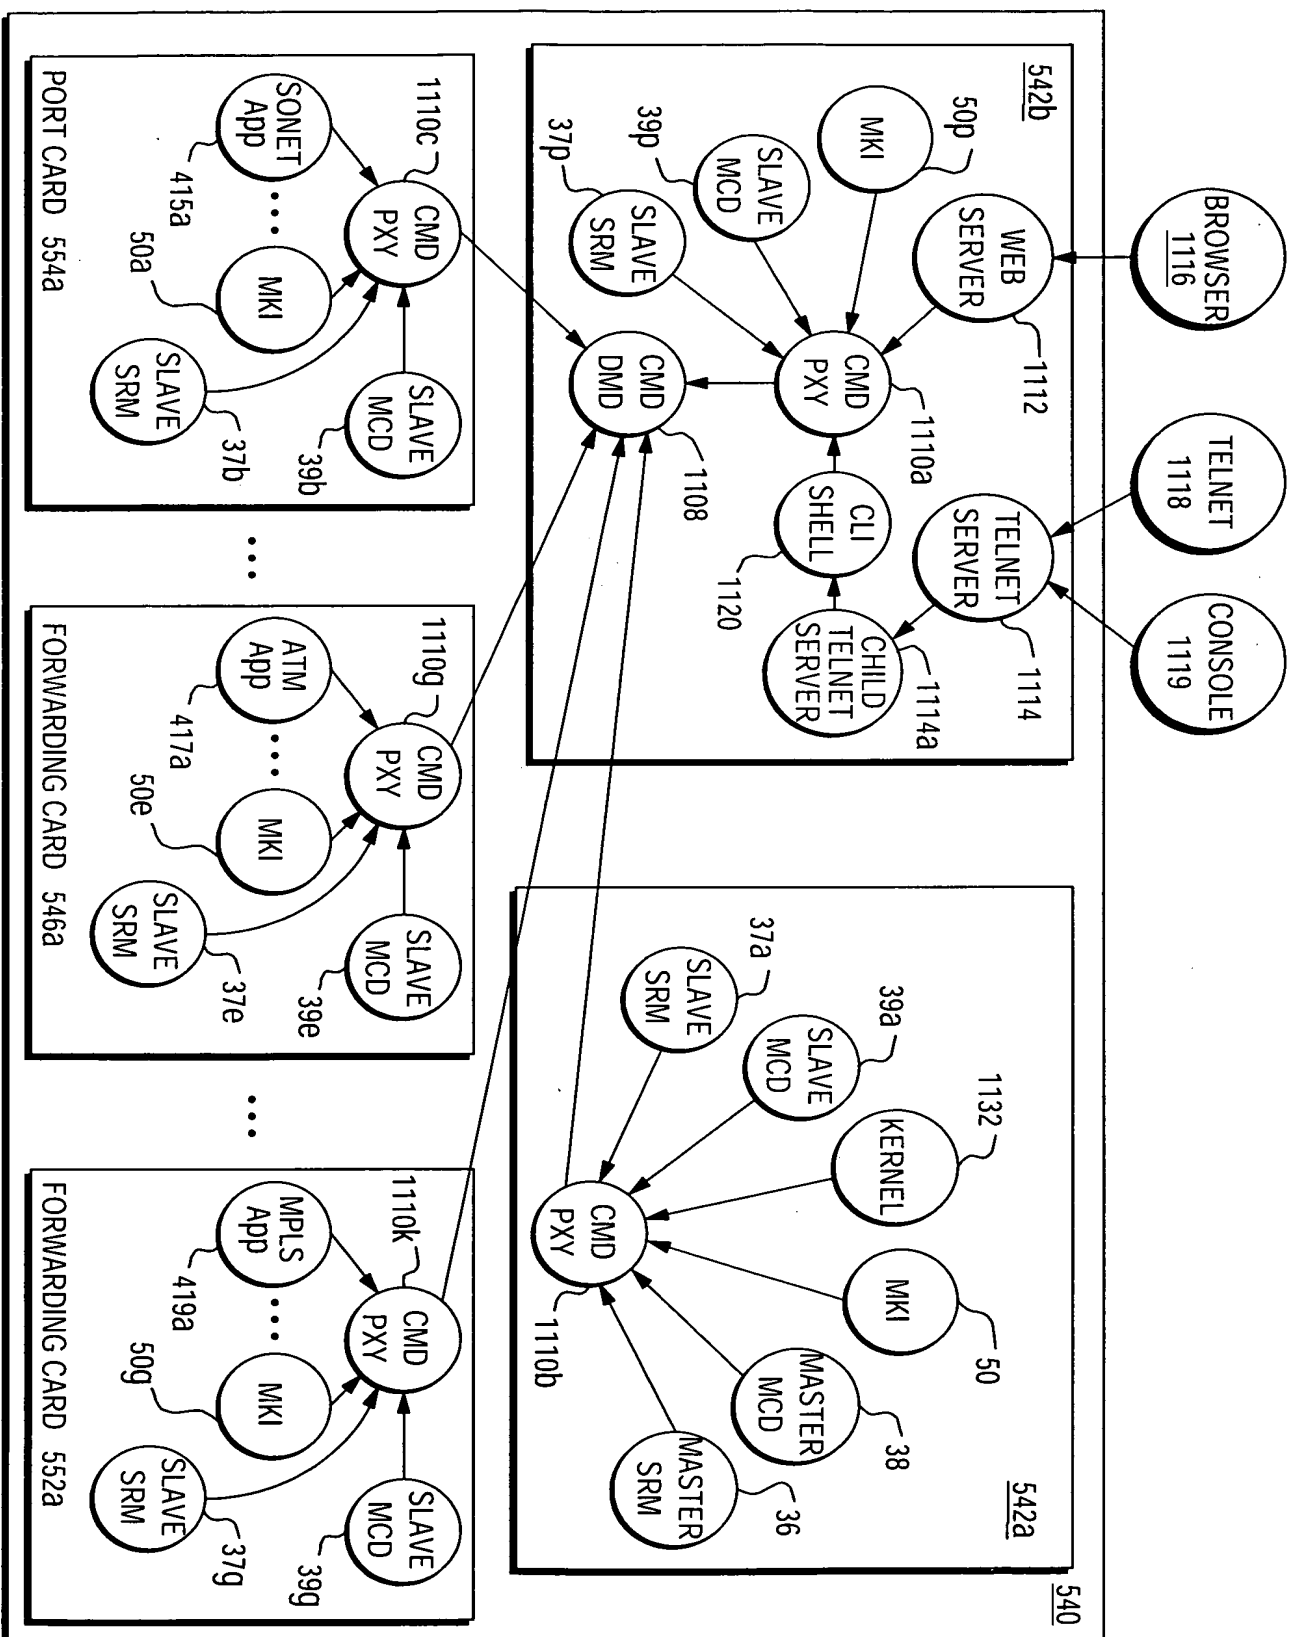 BROWSER
1116
TELNET
1118
CONSOLE
1119
540
542b
50p
MKI
39p
SLAVE
MCD
37p
SLAVE
SRM
WEB
SERVER
1112
TELNET
SERVER
1114
CMD
PXY
1110a
CLI
SHELL
1120
CHILD
TELNET
SERVER
1114a
CMD
DMD
1108
542a
37a
SLAVE
SRM
39a
SLAVE
MCD
1132
KERNEL
MKI
50
MASTER
MCD
38
MASTER
SRM
36
CMD
PXY
1110b
1110c
CMD
PXY
SONET
App
415a
50a
MKI
SLAVE
MCD
39b
SLAVE
SRM
37b
PORT CARD 554a
1110g
CMD
PXY
ATM
App
417a
50e
MKI
SLAVE
MCD
39e
SLAVE
SRM
37e
FORWARDING CARD 546a
1110k
CMD
PXY
MPLS
App
419a
50g
MKI
SLAVE
MCD
39g
SLAVE
SRM
37g
FORWARDING CARD 552a